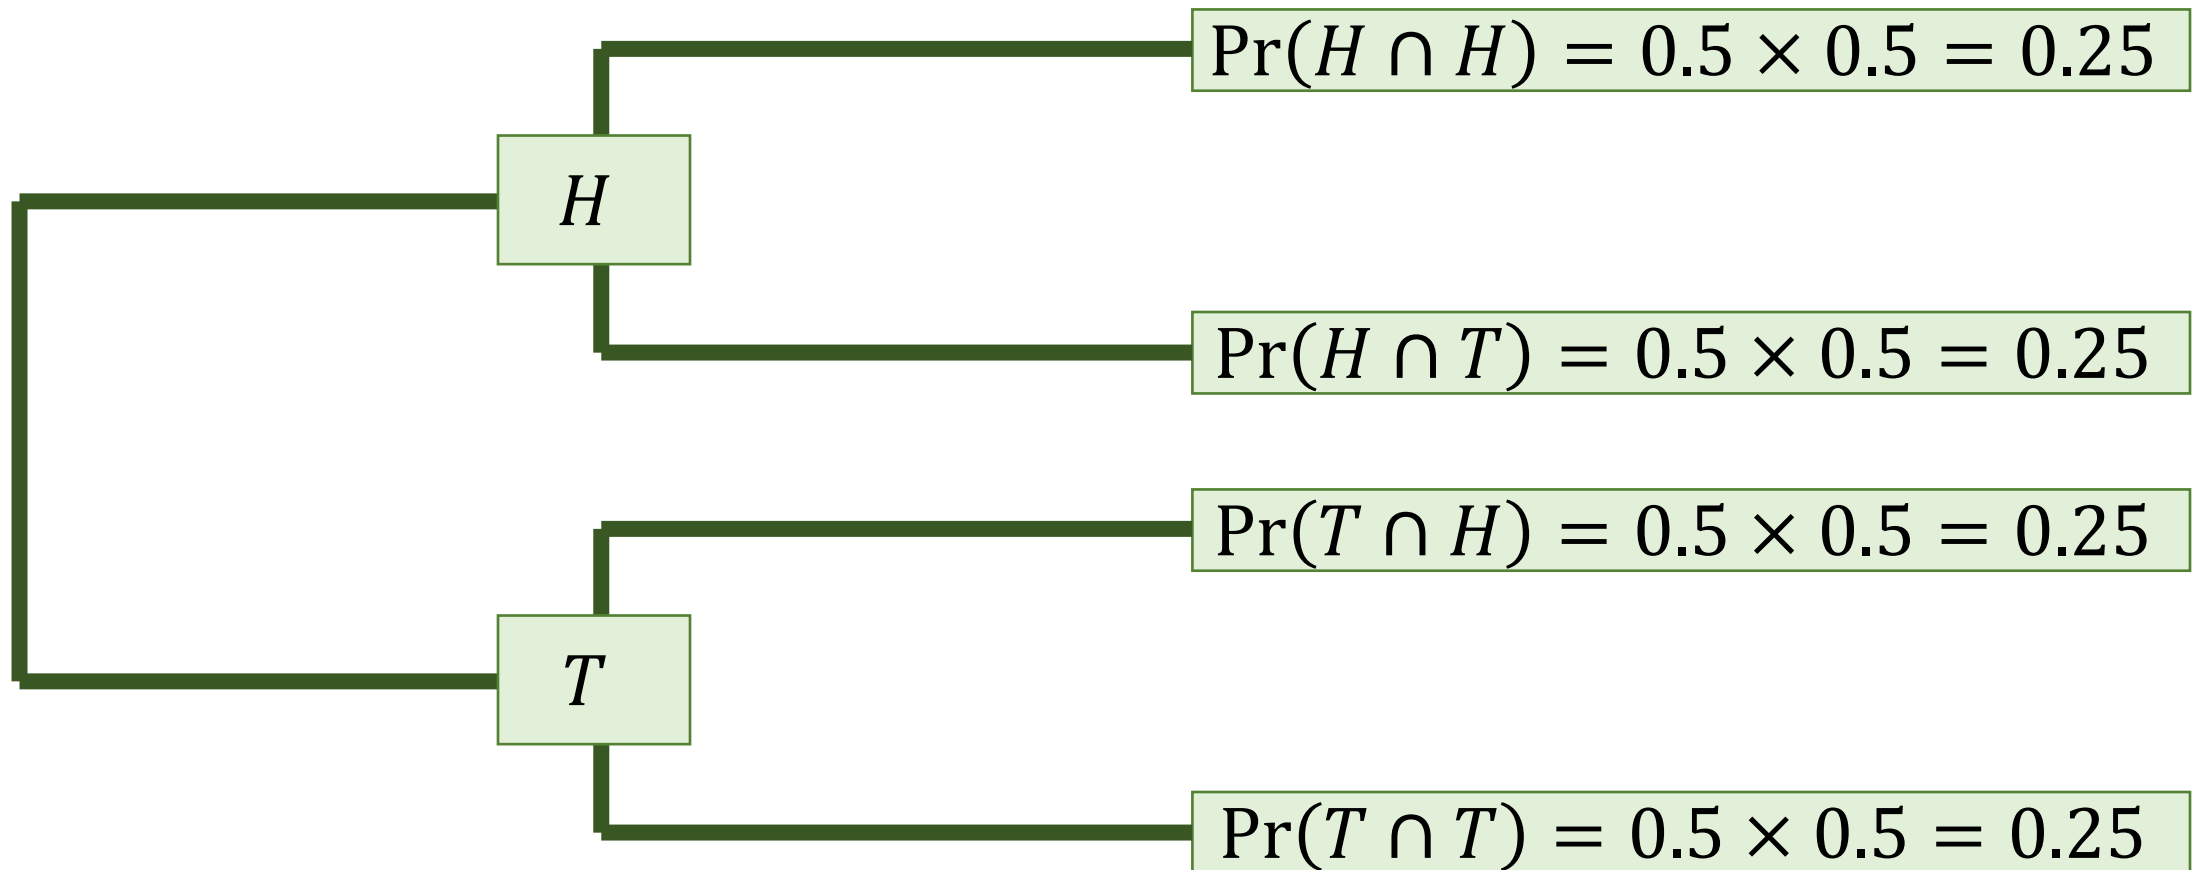 Pr(H ∩ H) = 0.5 × 0.5 = 0.25
H
Pr(H ∩ T) = 0.5 × 0.5 = 0.25
Pr(T ∩ H) = 0.5 × 0.5 = 0.25
T
Pr(T ∩ T) = 0.5 × 0.5 = 0.25